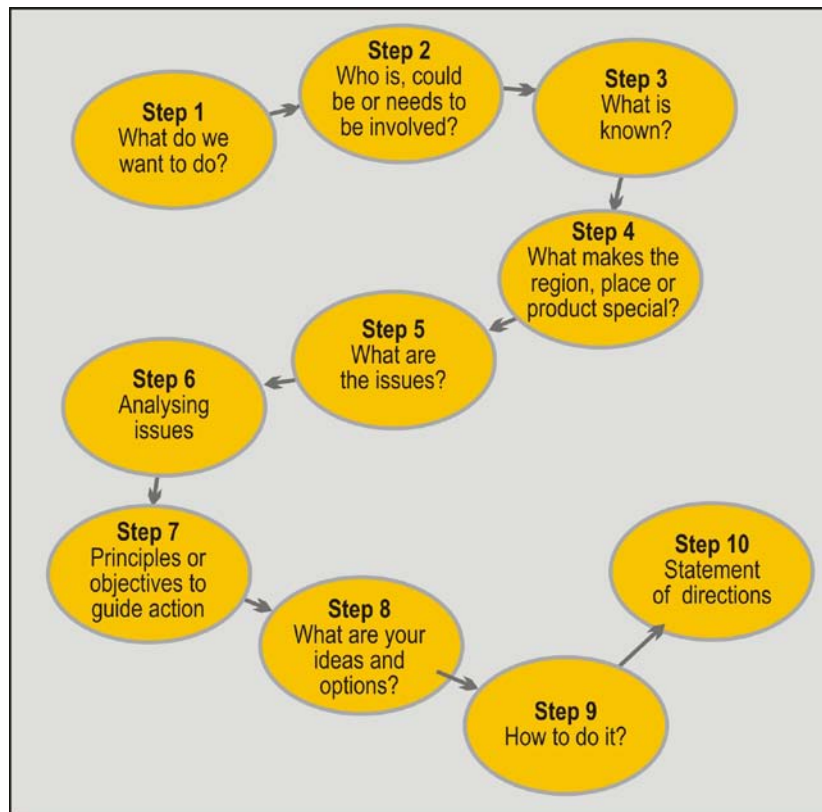 Step 1
What do we
want to do?
Step 2
Who is, could
be or needs to
be involved?
Step 3
What is
known?
Step 4
What makes the
region, place or
product special?
Step 5
What are
the issues?
Step 6
Analysing
issues
Step 7
Principles or
objectives to
guide action
Step 8
What are your
ideas and
options?
Step 9
How to do it?
Step 10
Statement
of directions